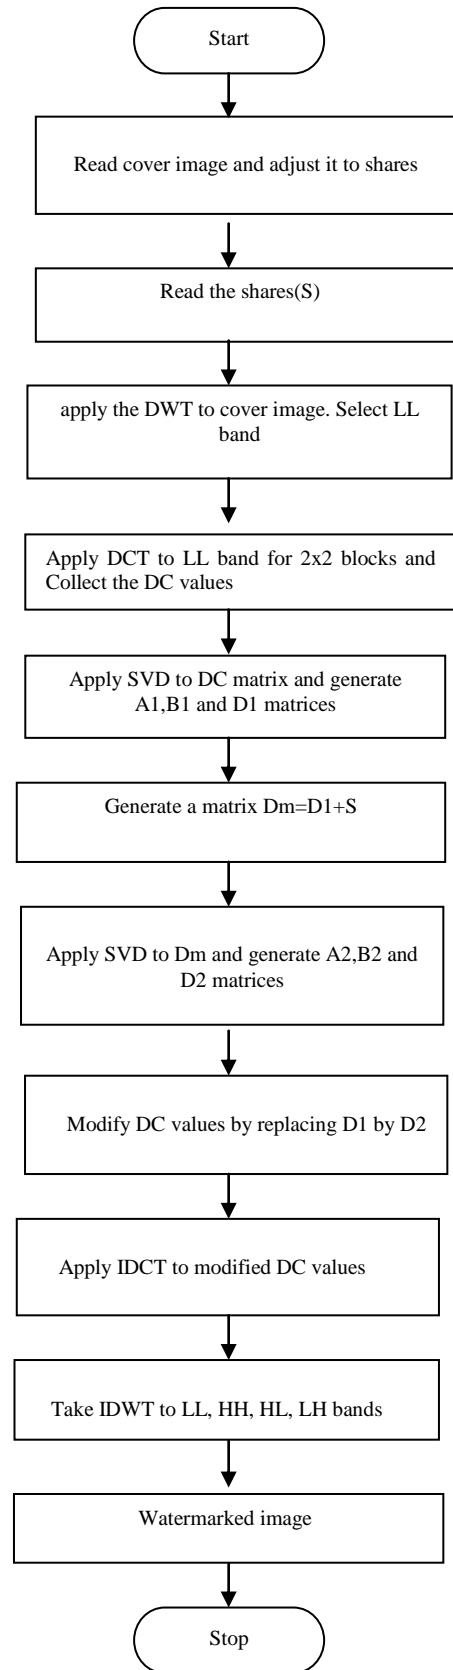 Start
Read cover image and adjust it to shares
Read the shares(S)
apply the DWT to cover image. Select LL
band
Apply DCT to LL band for 2x2 blocks and
Collect the DC values
Apply SVD to DC matrix and generate
A1,B1 and D1 matrices
Generate a matrix Dm=D1+S
Apply SVD to Dm and generate A2,B2 and
D2 matrices
Modify DC values by replacing D1 by D2
Apply IDCT to modified DC values
Take IDWT to LL, HH, HL, LH bands
Watermarked image
Stop